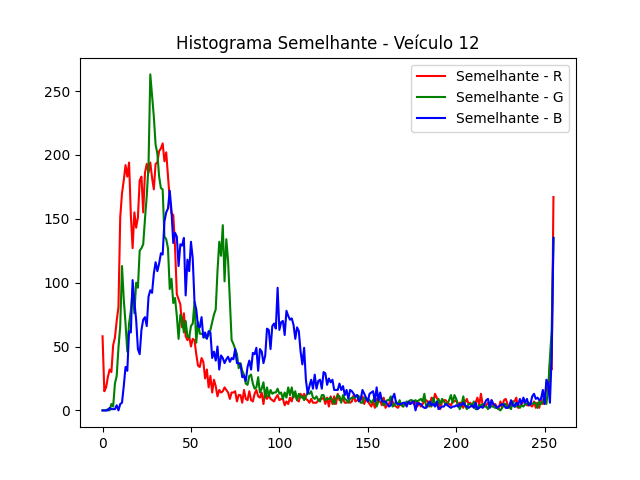 Histograma Semelhante - Veículo 12
Semelhante - R
Semelhante - G
Semelhante - B
250
200
150
100
50
0
0 50 100 150 200 250